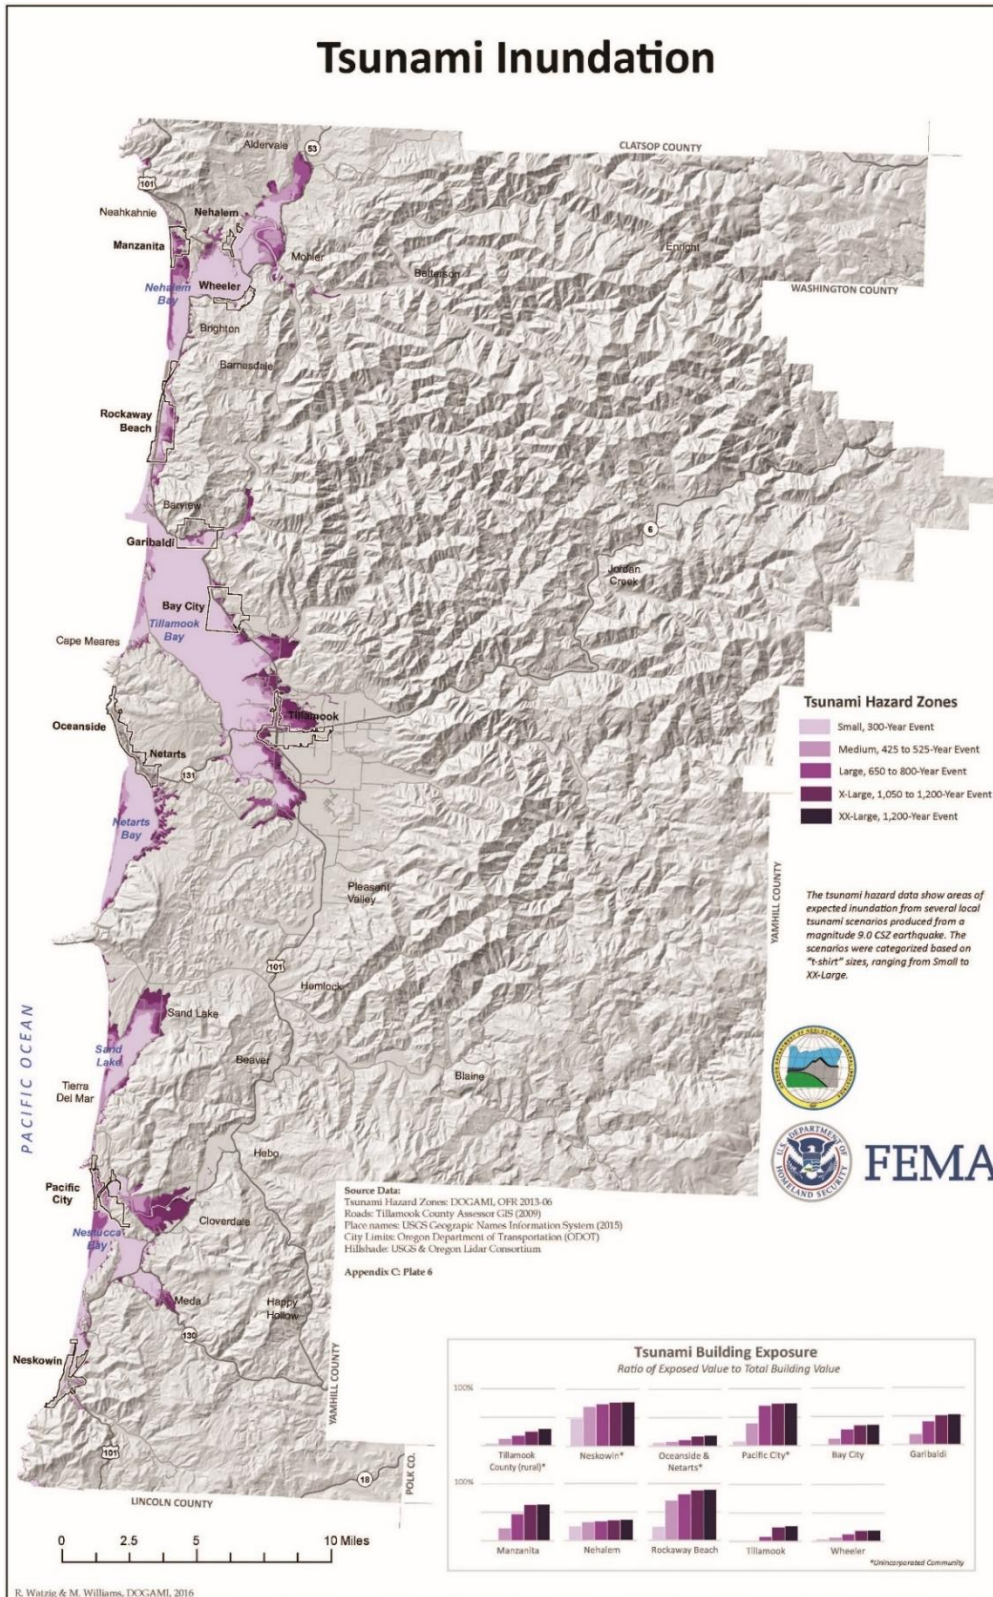 Tsunami Inundation
CLATSOP COUNTY
Aldervale
53
101
Neahkahnie
Nehalem
Manzanita
Mohler
Enright
Batterson
Nehalem
Bay
Wheeler
WASHINGTON COUNTY
Brighton
Barnesdale
Rockaway
Beach
Barview
Garibaldi
6
Jordan
Creek
Bay City
Tillamook
Bay
Cape Meares
Tillamook
Oceanside
Netarts
131
Netarts
Bay
Tsunami Hazard Zones
Small, 300-Year Event
Medium, 425 to 525-Year Event
Large, 650 to 800-Year Event
X-Large, 1,050 to 1,200-Year Event
XX-Large, 1,200-Year Event
Pleasant
Valley
YAMHILL COUNTY
The tsunami hazard data show areas of
expected inundation from several local
tsunami scenarios produced from a
magnitude 9.0 CSZ earthquake. The
scenarios were categorized based on
"t-shirt" sizes, ranging from Small to
XX-Large.
101
Hemlock
PACIFIC OCEAN
Sand Lake
Sand
Lake
Beaver
Blaine
Tierra
Del Mar
U.S. DEPARTMENT OF
HOMELAND SECURITY
FEMA
Hebo
Pacific
City
Cloverdale
Nestucca
Bay
Source Data:
Tsunami Hazard Zones: DOGAMI, OFR 2013-06
Roads: Tillamook County Assessor GIS (2009)
Place names: USGS Geograpic Names Information System (2015)
City Limits: Oregon Department of Transportation (ODOT)
Hillshade: USGS & Oregon Lidar Consortium
Appendix C: Plate 6
Meda
Happy
Hollow
130
Neskowin
YAMHILL COUNTY
101
18
POLK CO.
LINCOLN COUNTY
0 2.5 5 10 Miles
Tsunami Building Exposure
Ratio of Exposed Value to Total Building Value
100%
Tillamook
County (rural)*
Neskowin*
Oceanside &
Netarts*
Pacific City*
Bay City
Garibaldi
100%
Manzanita
Nehalem
Rockaway Beach
Tillamook
Wheeler
*Unincorporated Community
R. Watzig & M. Williams, DOGAMI, 2016